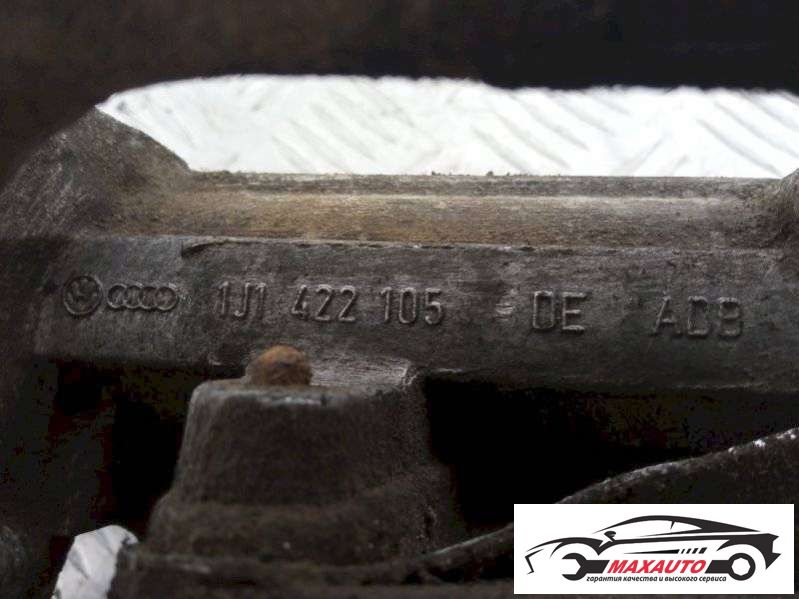 1J1 422 105 DE ADB
MAXAUTO
гарантия качества и высокого сервиса